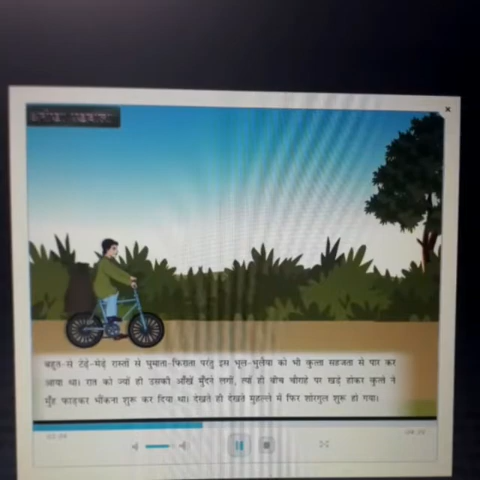 बहुत-से टेढ़े-मेढ़े रास्तों से घुमाता-फिराता परंतु इस भूल-भुलैया को भी कुत्ता सहजता से पार कर
आया था। रात को ज्यों ही उसकी आँखें मुँदने लगीं, त्यों ही बीच चौराहे पर खड़े होकर कुत्ते ने
मुँह फाड़कर भौंकना शुरू कर दिया था। देखते ही देखते मुहल्ले में फिर शोरगुल शुरू हो गया।